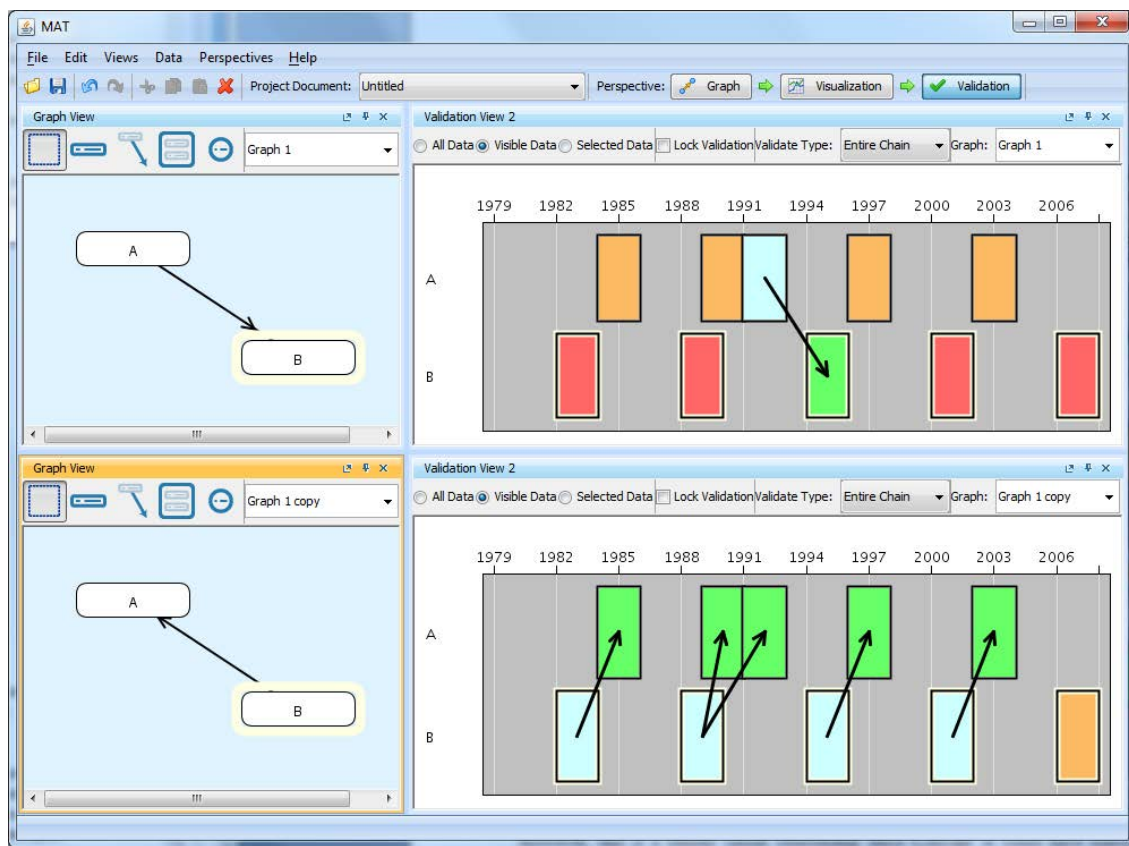 MAT
File Edit Views Data Perspectives Help
Project Document: Untitled Perspective: Graph Visualization Validation
Graph View
Graph 1
A
B
Validation View 2
All Data Visible Data Selected Data Lock Validation Validate Type: Entire Chain Graph: Graph 1
1979 1982 1985 1988 1991 1994 1997 2000 2003 2006
A
B
Graph View
Graph 1 copy
A
B
Validation View 2
All Data Visible Data Selected Data Lock Validation Validate Type: Entire Chain Graph: Graph 1 copy
1979 1982 1985 1988 1991 1994 1997 2000 2003 2006
A
B